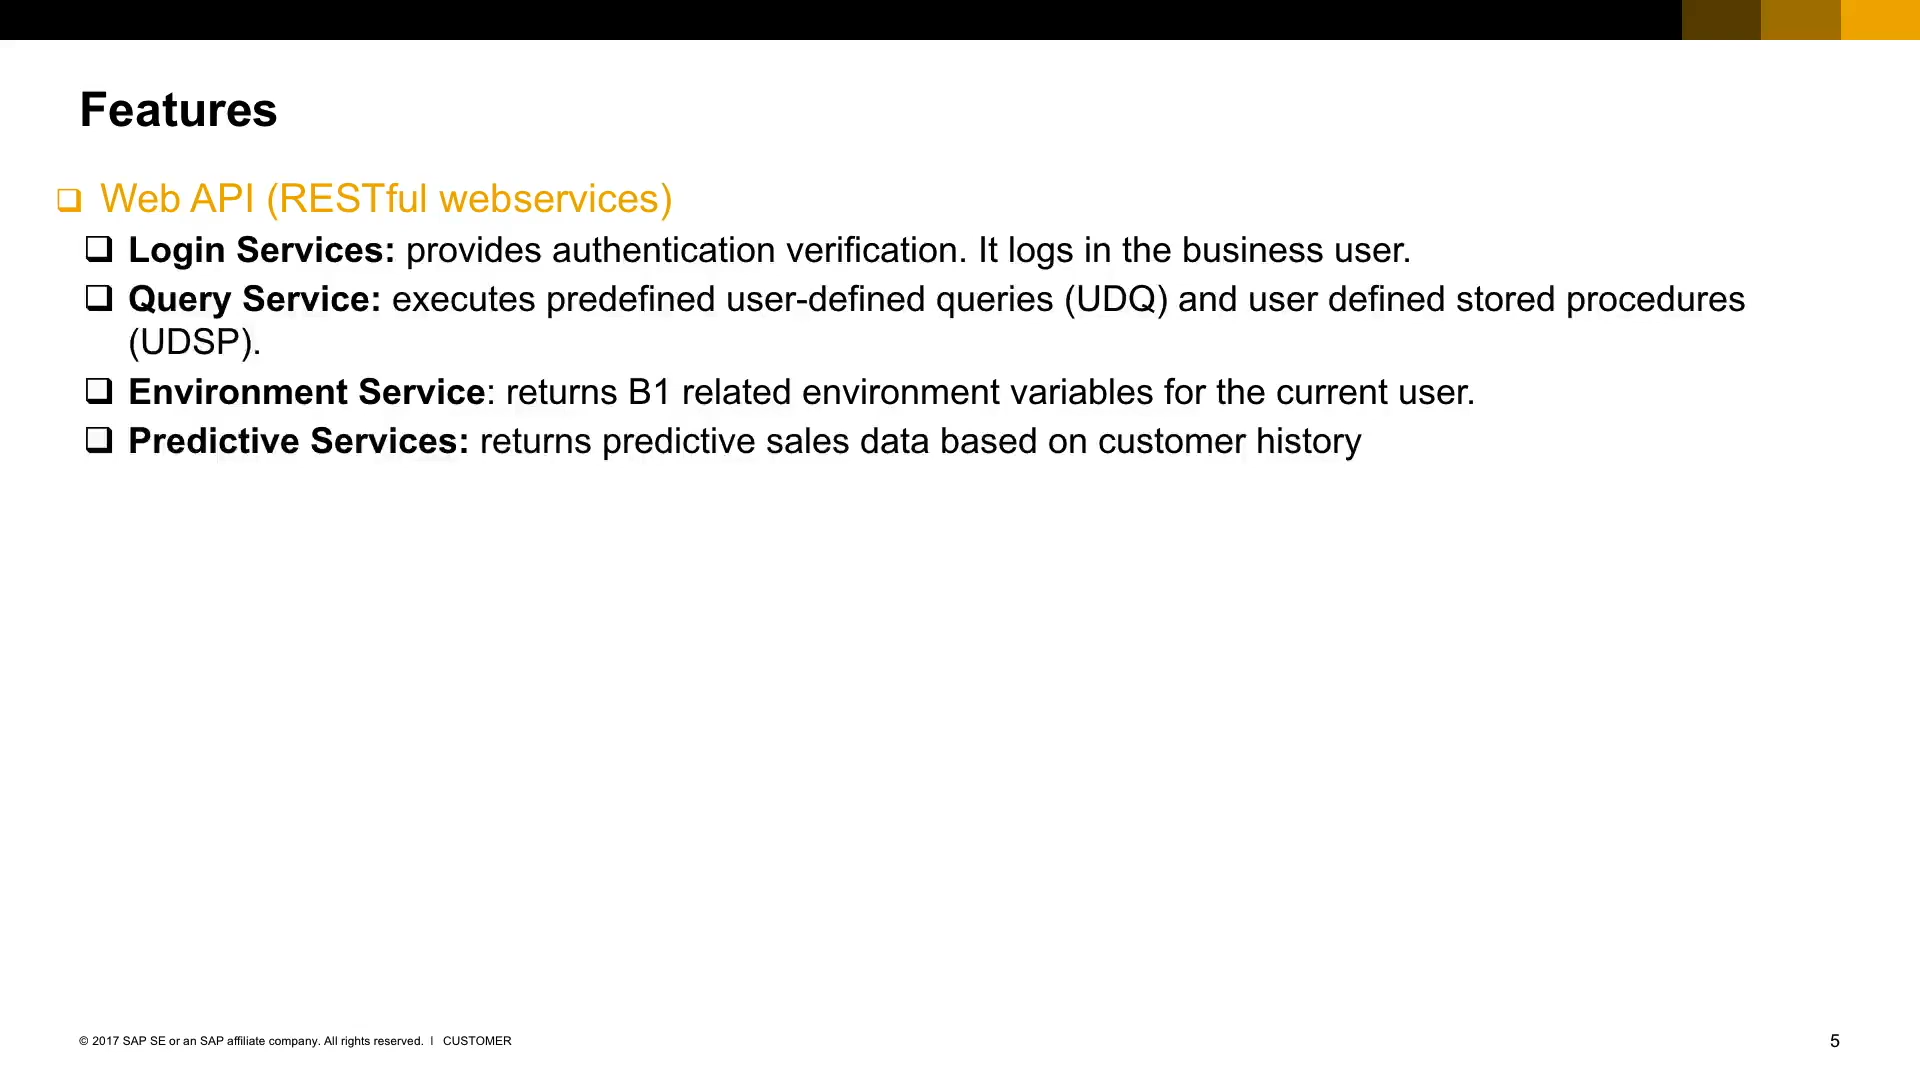 Features
❑ Web API (RESTful webservices)
❑ Login Services: provides authentication verification. It logs in the business user.
❑ Query Service: executes predefined user-defined queries (UDQ) and user defined stored procedures
(UDSP).
❑ Environment Service: returns B1 related environment variables for the current user.
❑ Predictive Services: returns predictive sales data based on customer history
© 2017 SAP SE or an SAP affiliate company. All rights reserved. | CUSTOMER
5